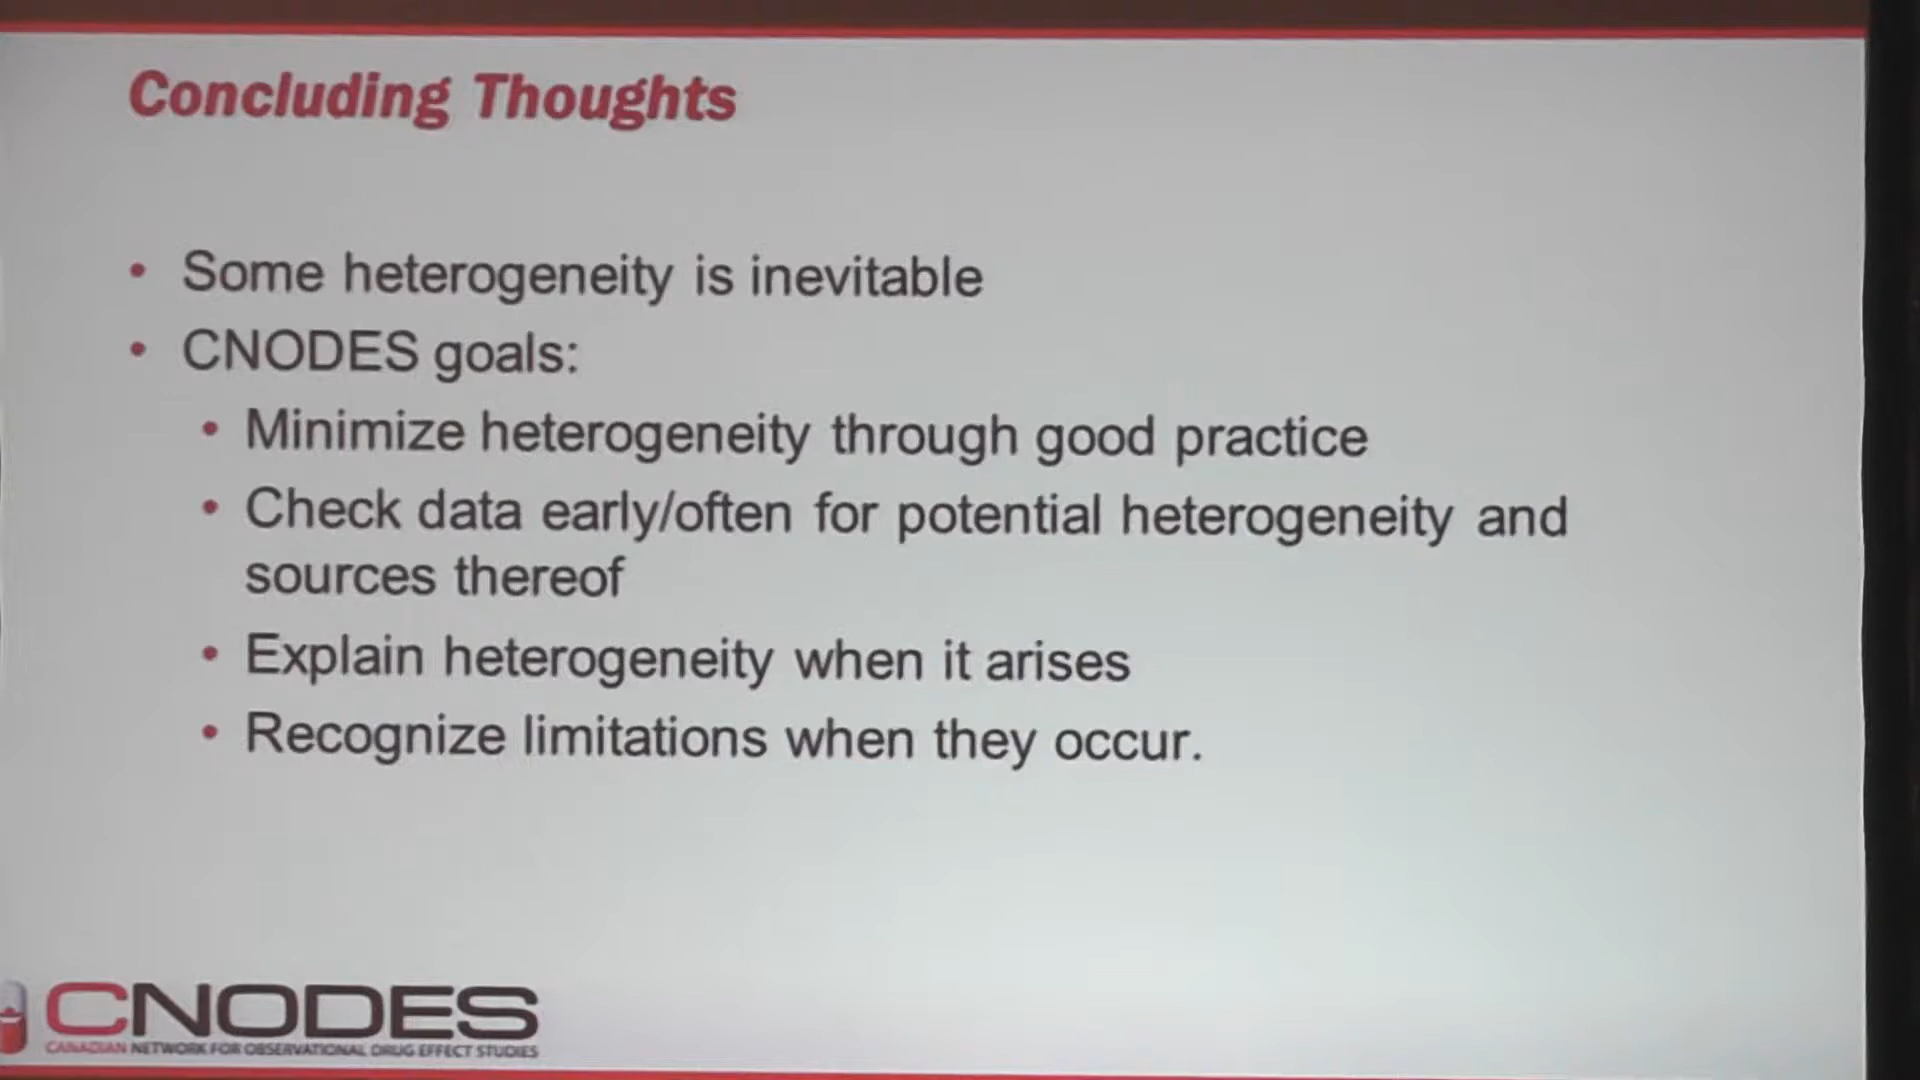 Concluding Thoughts
• Some heterogeneity is inevitable
• CNODES goals:
• Minimize heterogeneity through good practice
• Check data early/often for potential heterogeneity and
sources thereof
• Explain heterogeneity when it arises
• Recognize limitations when they occur.
CNODES
CANADIAN NETWORK FOR OBSERVATIONAL DRUG EFFECT STUDIES